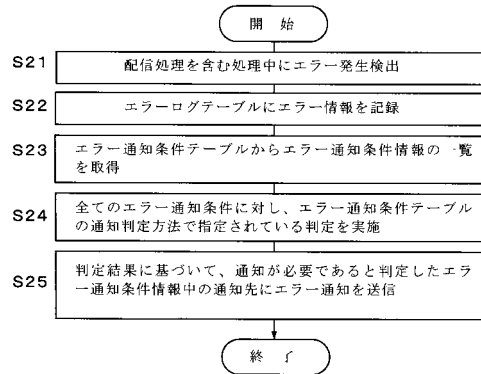 開 始
S21
配信処理を含む処理中にエラー発生検出
S22
エラーログテーブルにエラー情報を記録
S23
エラー通知条件テーブルからエラー通知条件情報の一覧
を取得
S24
全てのエラー通知条件に対し、エラー通知条件テーブル
の通知判定方法で指定されている判定を実施
S25
判定結果に基づいて、通知が必要であると判定したエラ
ー通知条件情報中の通知先にエラー通知を送信
終 了